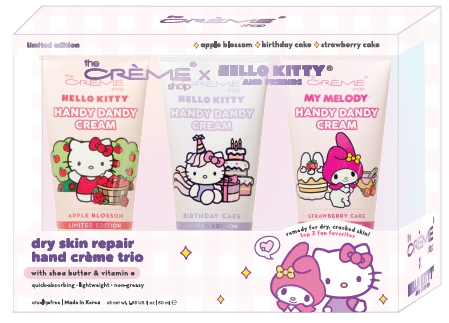 the
CRÈME®
shop
limited edition
apple blossom ✧ birthday cake ✧ strawberry cake
the CRÈME® shop x HELLO KITTY® AND FRIENDS
HELLO KITTY
HANDY DANDY
CREAM
APPLE BLOSSOM
LIMITED EDITION
HELLO KITTY
HANDY DANDY
CREAM
BIRTHDAY CAKE
LIMITED EDITION
MY MELODY
HANDY DANDY
CREAM
STRAWBERRY CAKE
remedy for dry, cracked skin!
top 3 fan favorites
dry skin repair
hand crème trio
with shea butter & vitamin e
quick-absorbing • lightweight • non-greasy
cruelty-free | Made in Korea
the
CRÈME
shop
x
HELLO KITTY